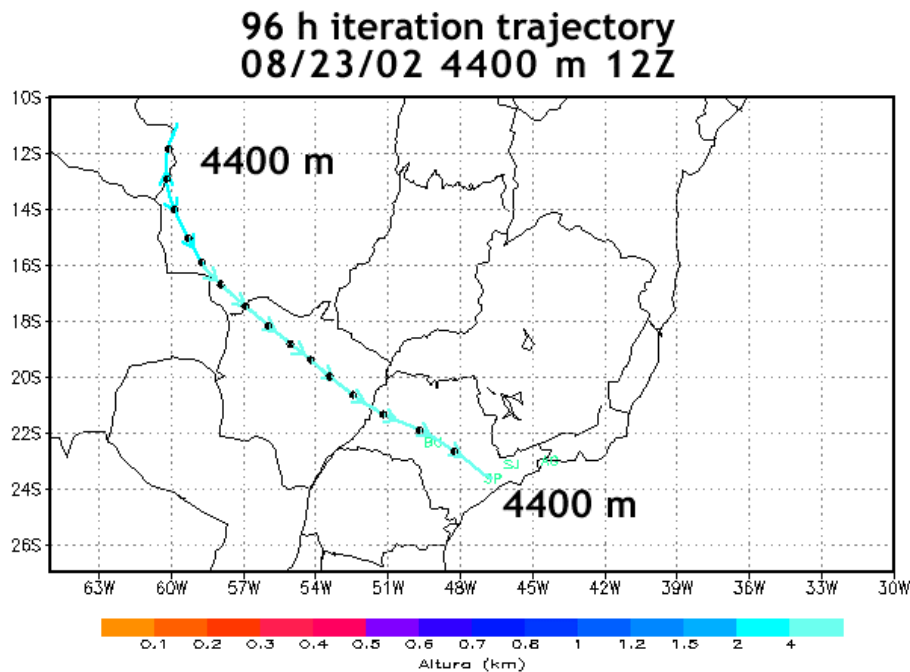 96 h iteration trajectory
08/23/02 4400 m 12Z
10S
12S
4400 m
14S
16S
18S
20S
22S
BU
SJ
SP
24S
4400 m
26S
63W 60W 57W 54W 51W 48W 45W 42W 39W 36W 33W 30W
0.1 0.2 0.3 0.4 0.5 0.6 0.7 0.8 1 1.2 1.5 2 4
Altura (km)